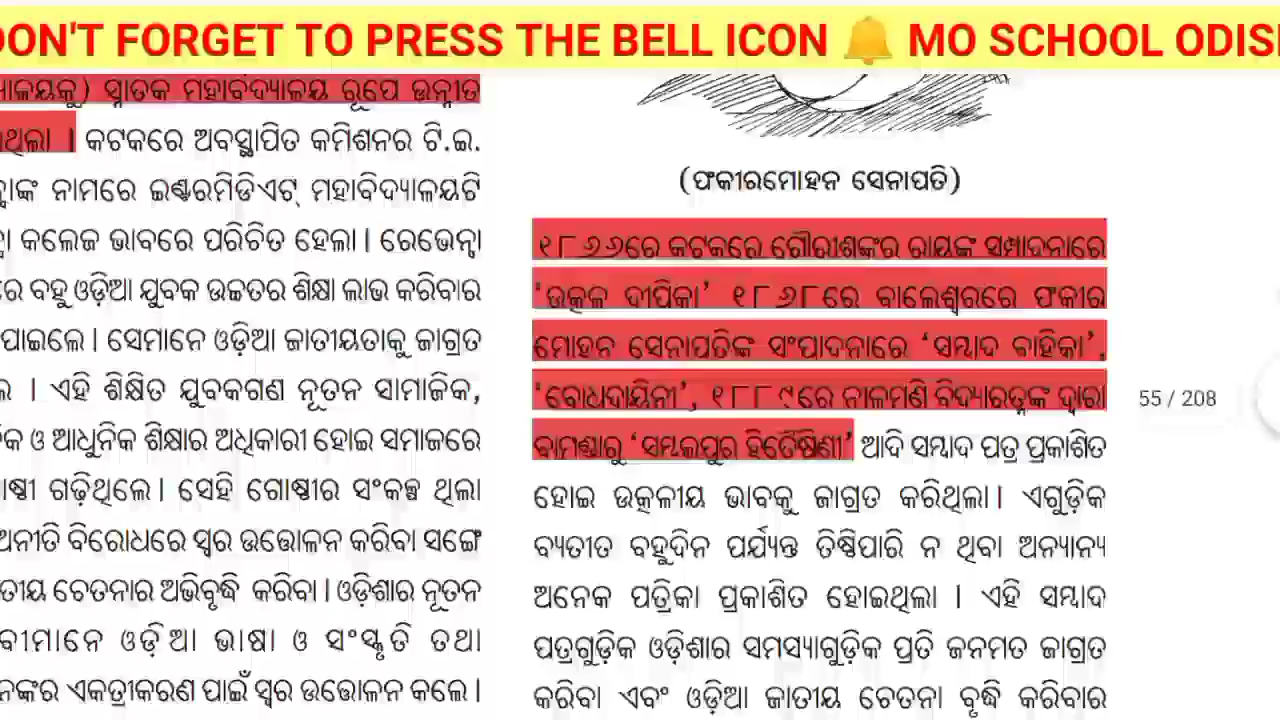 DON'T FORGET TO PRESS THE BELL ICON 🔔 MO SCHOOL ODIS
ସ୍ନାତକ ମହାବିଦ୍ୟାଳୟ ରୂପେ ଉନ୍ନୀତ
। କଟକରେ ଅବସ୍ଥାପିତ କମିଶନର ଟି.ଇ.
ନାମରେ ଇଣ୍ଟରମିଡିଏଟ୍ ମହାବିଦ୍ୟାଳୟଟି
କଲେଜ ଭାବରେ ପରିଚିତ ହେଲା। ରେଭେନ୍ସା
ରେ ବହୁ ଓଡ଼ିଆ ଯୁବକ ଉଚ୍ଚତର ଶିକ୍ଷା ଲାଭ କରିବାର
ପାଇଲେ। ସେମାନେ ଓଡ଼ିଆ ଜାତୀୟତାକୁ ଜାଗ୍ରତ
। ଏହି ଶିକ୍ଷିତ ଯୁବକଗଣ ନୂତନ ସାମାଜିକ,
ଓ ଆଧୁନିକ ଶିକ୍ଷାର ଅଧିକାରୀ ହୋଇ ସମାଜରେ
ଗଢ଼ିଥିଲେ। ସେହି ଗୋଷ୍ଠୀର ସଂକଳ୍ପ ଥିଲା
ଅନୀତି ବିରୋଧରେ ସ୍ୱର ଉତ୍ତୋଳନ କରିବା ସଙ୍ଗେ
ତୀୟ ଚେତନାର ଅଭିବୃଦ୍ଧି କରିବା। ଓଡ଼ିଶାର ନୂତନ
ବୀମାନେ ଓଡ଼ିଆ ଭାଷା ଓ ସଂସ୍କୃତି ତଥା
ନଙ୍କର ଏକତ୍ରୀକରଣ ପାଇଁ ସ୍ୱର ଉତ୍ତୋଳନ କଲେ।
(ଫକୀରମୋହନ ସେନାପତି)
୧୮୬୬ରେ କଟକରେ ଗୌରୀଶଙ୍କର ରାୟଙ୍କ ସମ୍ପାଦନାରେ
‘ଉତ୍କଳ ଦୀପିକା’ ୧୮୬୮ରେ ବାଲେଶ୍ୱରରେ ଫକୀର
ମୋହନ ସେନାପତିଙ୍କ ସଂପାଦନାରେ ‘ସମ୍ବାଦ ବାହିକା’,
‘ବୋଧଦାୟିନୀ’, ୧୮୮୯ରେ ନୀଳମଣି ବିଦ୍ୟାରତ୍ନଙ୍କ ଦ୍ୱାରା
ବାମଣ୍ଡାରୁ ‘ସମ୍ବଲପୁର ହିତୈଷିଣୀ’ ଆଦି ସମ୍ବାଦ ପତ୍ର ପ୍ରକାଶିତ
ହୋଇ ଉତ୍କଳୀୟ ଭାବକୁ ଜାଗ୍ରତ କରିଥିଲା। ଏଗୁଡ଼ିକ
ବ୍ୟତୀତ ବହୁଦିନ ପର୍ଯ୍ୟନ୍ତ ତିଷ୍ଠିପାରି ନ ଥିବା ଅନ୍ୟାନ୍ୟ
ଅନେକ ପତ୍ରିକା ପ୍ରକାଶିତ ହୋଇଥିଲା । ଏହି ସମ୍ବାଦ
ପତ୍ରଗୁଡ଼ିକ ଓଡ଼ିଶାର ସମସ୍ୟାଗୁଡ଼ିକ ପ୍ରତି ଜନମତ ଜାଗ୍ରତ
କରିବା ଏବଂ ଓଡ଼ିଆ ଜାତୀୟ ଚେତନା ବୃଦ୍ଧି କରିବାର
55 / 208